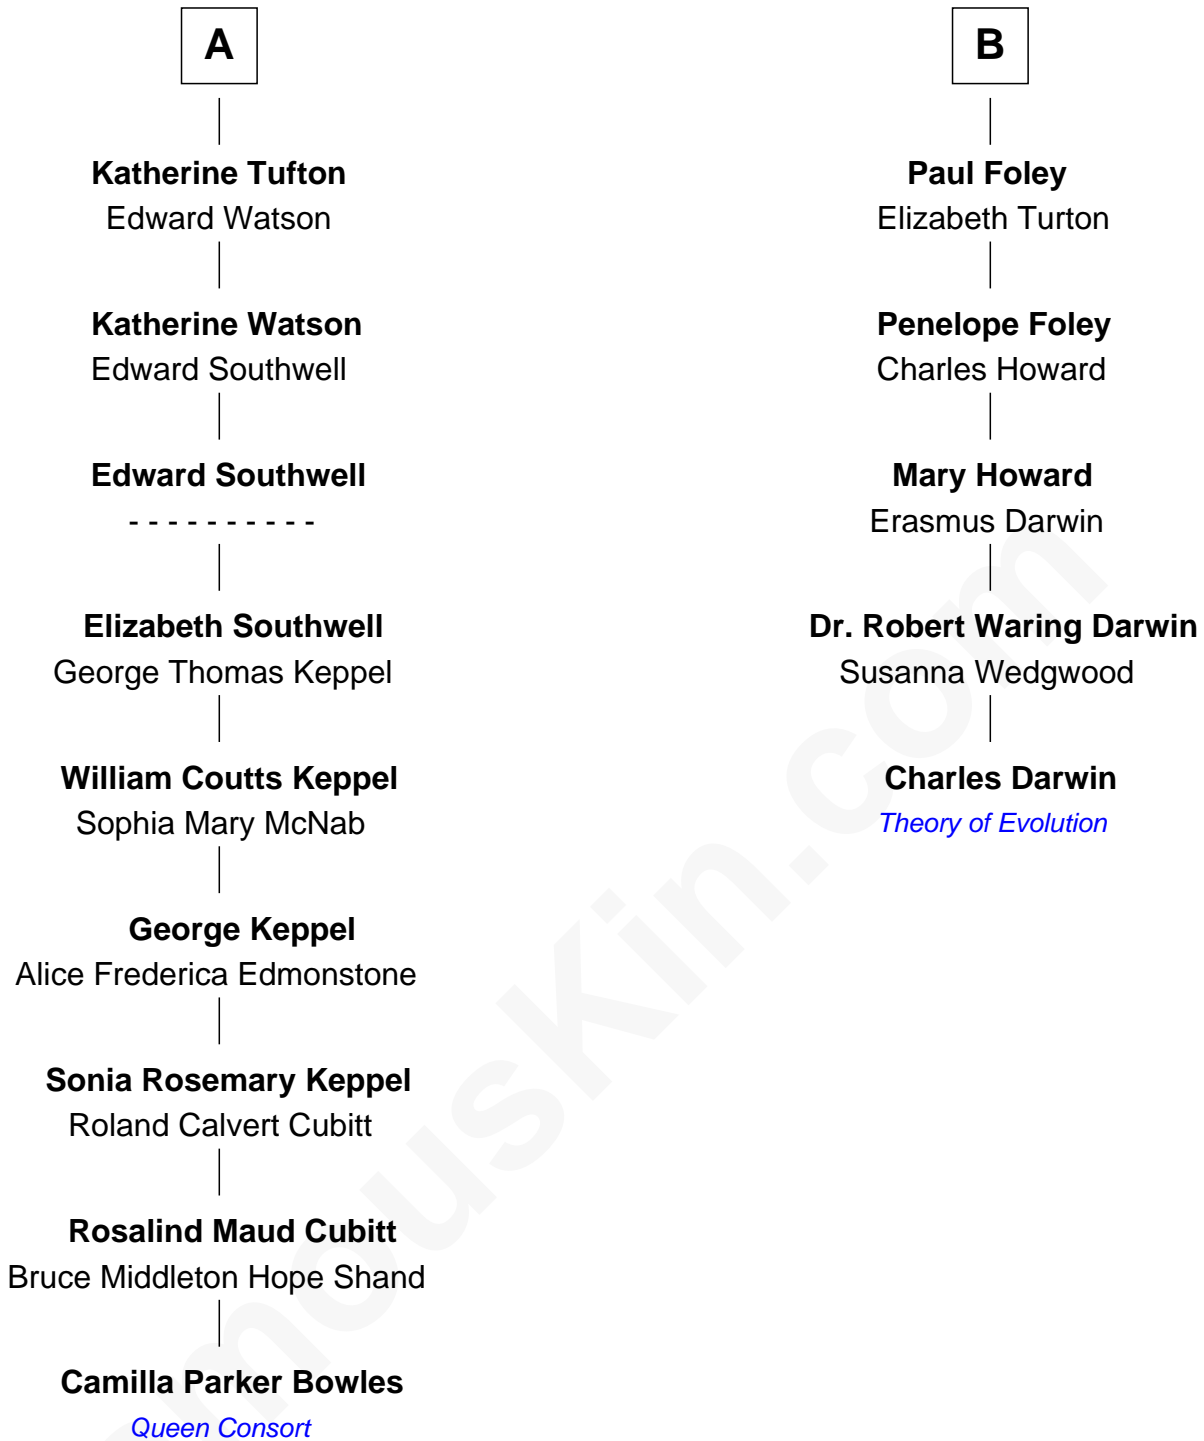 A
Katherine Tufton
Edward Watson
Katherine Watson
Edward Southwell
Edward Southwell
- - - - - - - - - -
Elizabeth Southwell
George Thomas Keppel
William Coutts Keppel
Sophia Mary McNab
George Keppel
Alice Frederica Edmonstone
Sonia Rosemary Keppel
Roland Calvert Cubitt
Rosalind Maud Cubitt
Bruce Middleton Hope Shand
Camilla Parker Bowles
Queen Consort
B
Paul Foley
Elizabeth Turton
Penelope Foley
Charles Howard
Mary Howard
Erasmus Darwin
Dr. Robert Waring Darwin
Susanna Wedgwood
Charles Darwin
Theory of Evolution
mousKin.com